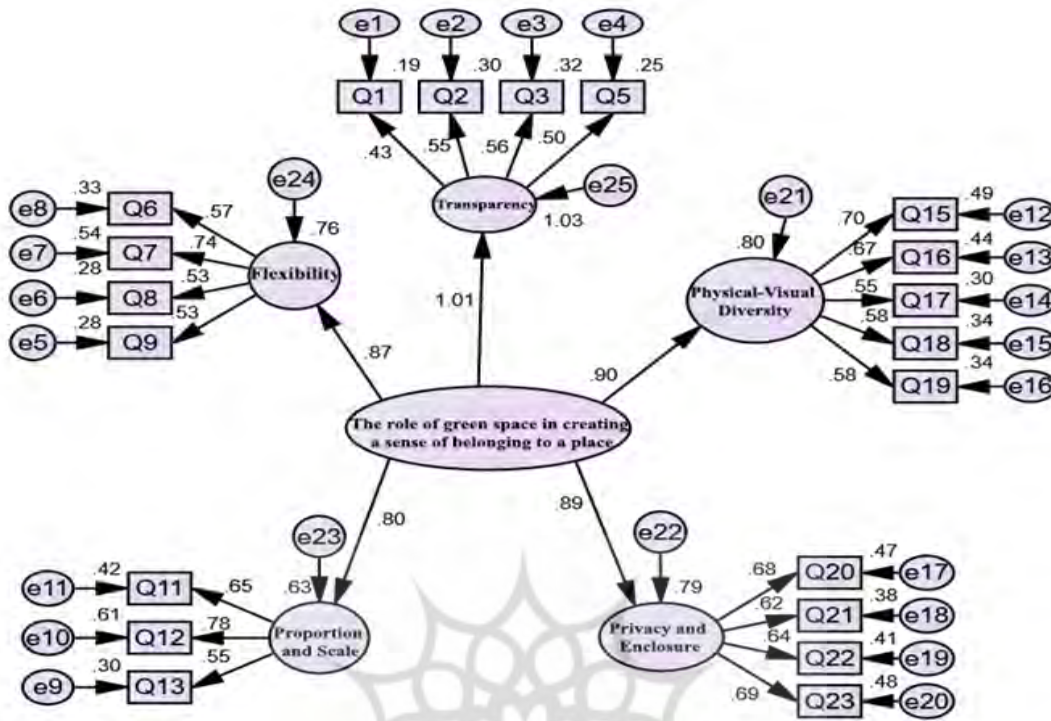 e1 e2 e3 e4
.19 .30 .32 .25
Q1 Q2 Q3 Q5
.43 .55 .56 .50
Transparency
e25
1.03
1.01
e24
.76
Flexibility
.87
e8 .33 Q6 .57
e7 .54 Q7 .74
e6 .28 Q8 .53
e5 .28 Q9 .53
e21
.80
Physical-Visual
Diversity
.90
.70 Q15 .49 e12
.67 Q16 .44 e13
.55 Q17 .30 e14
.58 Q18 .34 e15
.58 Q19 .34 e16
The role of green space in creating
a sense of belonging to a place
.80
e23
.63
Proportion
and Scale
e11 .42 Q11 .65
e10 .61 Q12 .78
e9 .30 Q13 .55
.89
e22
.79
Privacy and
Enclosure
.68 Q20 .47 e17
.62 Q21 .38 e18
.64 Q22 .41 e19
.69 Q23 .48 e20